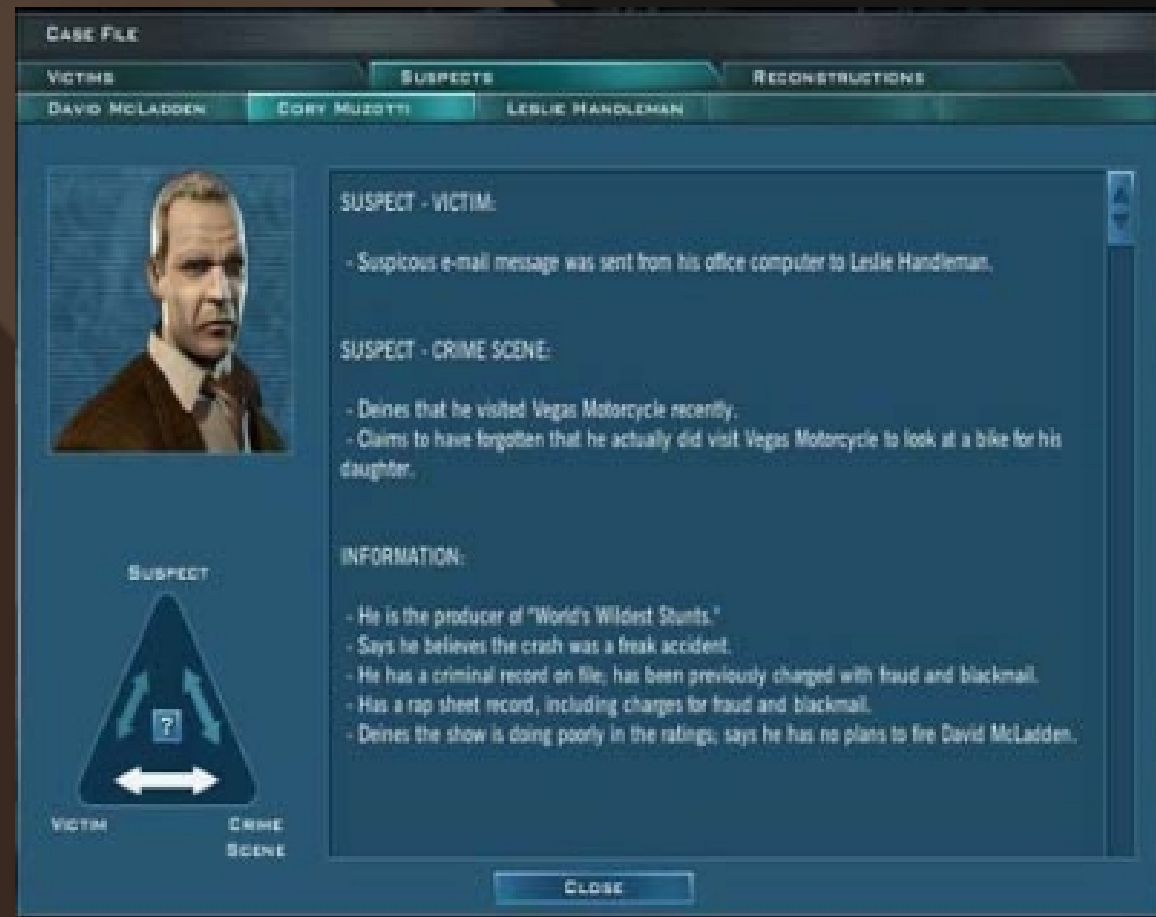 CASE FILE
VICTIMS SUSPECTS RECONSTRUCTIONS
DAVID MCLADDEN CORY MUZOTTI LESLIE HANDLEMAN
SUSPECT - VICTIM:
- Suspicous e-mail message was sent from his office computer to Leslie Handleman.
SUSPECT - CRIME SCENE:
- Deines that he visited Vegas Motorcycle recently.
- Claims to have forgotten that he actually did visit Vegas Motorcycle to look at a bike for his
daughter.
INFORMATION:
- He is the producer of "World's Wildest Stunts."
- Says he believes the crash was a freak accident.
- He has a criminal record on file; has been previously charged with fraud and blackmail.
- Has a rap sheet record, including charges for fraud and blackmail.
- Deines the show is doing poorly in the ratings; says he has no plans to fire David McLadden.
SUSPECT
?
VICTIM CRIME
SCENE
CLOSE